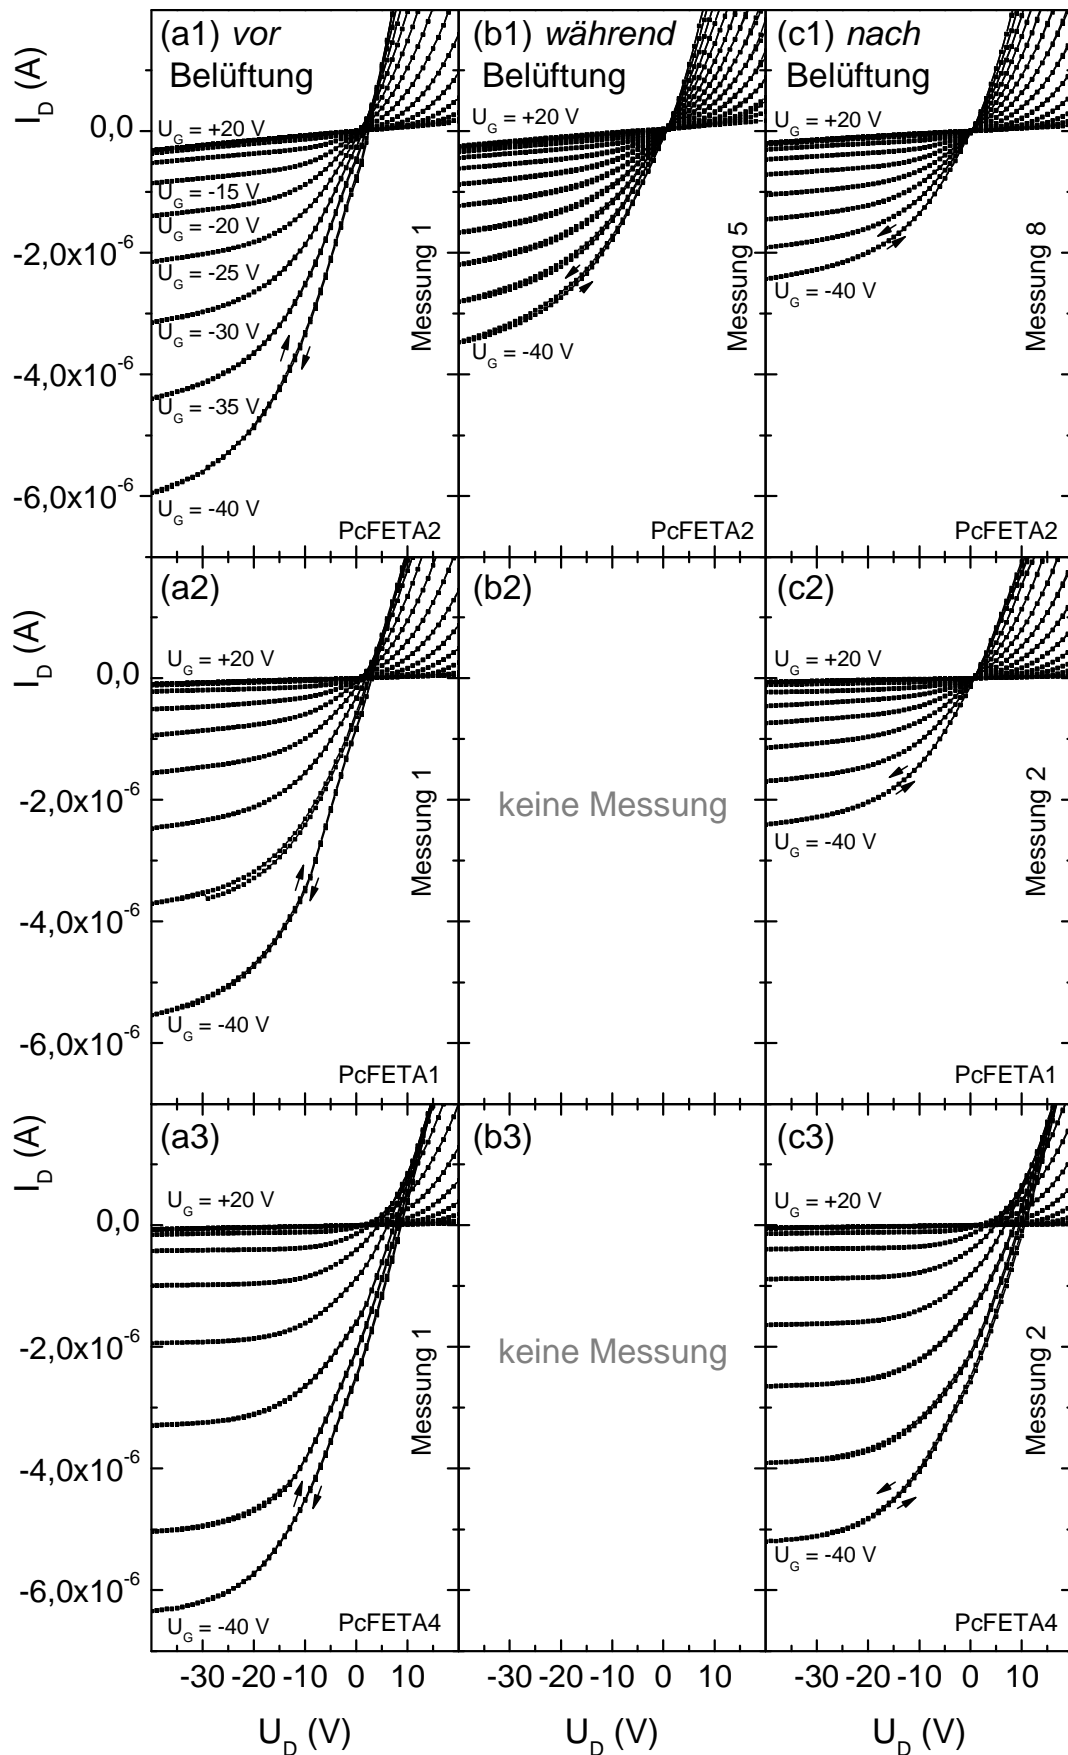 (a1) vor
Belüftung
(b1) während
Belüftung
(c1) nach
Belüftung
I_D (A)
0,0
-2,0x10^-6
-4,0x10^-6
-6,0x10^-6
U_G = +20 V
U_G = -15 V
U_G = -20 V
U_G = -25 V
U_G = -30 V
U_G = -35 V
U_G = -40 V
Messung 1
PcFETA2
U_G = +20 V
U_G = -40 V
Messung 5
PcFETA2
U_G = +20 V
U_G = -40 V
Messung 8
PcFETA2
(a2)
(b2)
(c2)
I_D (A)
0,0
-2,0x10^-6
-4,0x10^-6
-6,0x10^-6
U_G = +20 V
U_G = -40 V
Messung 1
PcFETA1
keine Messung
U_G = +20 V
U_G = -40 V
Messung 2
PcFETA1
(a3)
(b3)
(c3)
I_D (A)
0,0
-2,0x10^-6
-4,0x10^-6
-6,0x10^-6
U_G = +20 V
U_G = -40 V
Messung 1
PcFETA4
keine Messung
U_G = +20 V
U_G = -40 V
Messung 2
PcFETA4
-30 -20 -10 0 10
-30 -20 -10 0 10
-30 -20 -10 0 10
U_D (V)
U_D (V)
U_D (V)